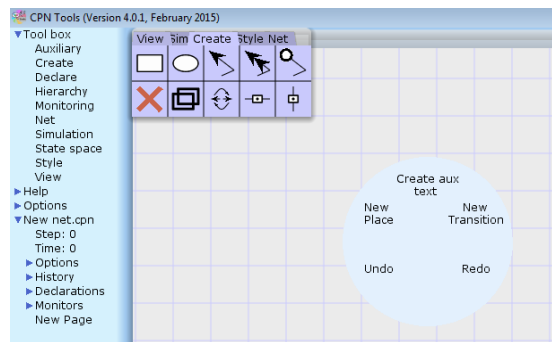 CPN Tools (Version 4.0.1, February 2015)
Tool box
Auxiliary
Create
Declare
Hierarchy
Monitoring
Net
Simulation
State space
Style
View
Help
Options
New net.cpn
Step: 0
Time: 0
Options
History
Declarations
Monitors
New Page
View Sim Create Style Net
Create aux
text
New New
Place Transition
Undo Redo